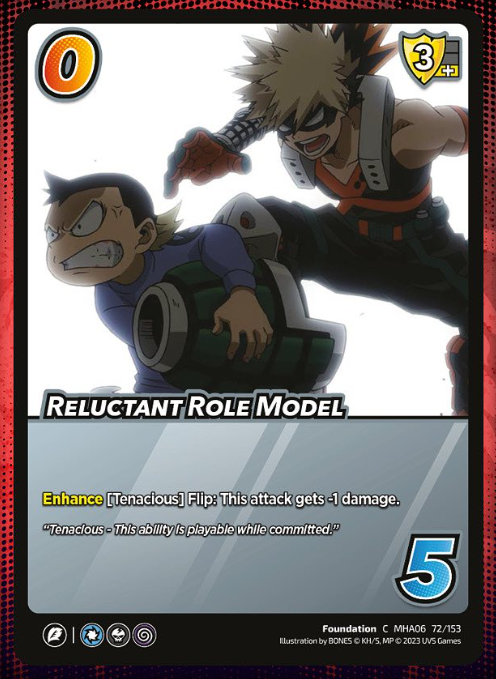 0
3
+
Reluctant Role Model
Enhance [Tenacious] Flip: This attack gets -1 damage.
“Tenacious - This ability is playable while committed.”
5
Foundation C MHA06 72/153
Illustration by BONES © KH/S, MP © 2023 UVS Games